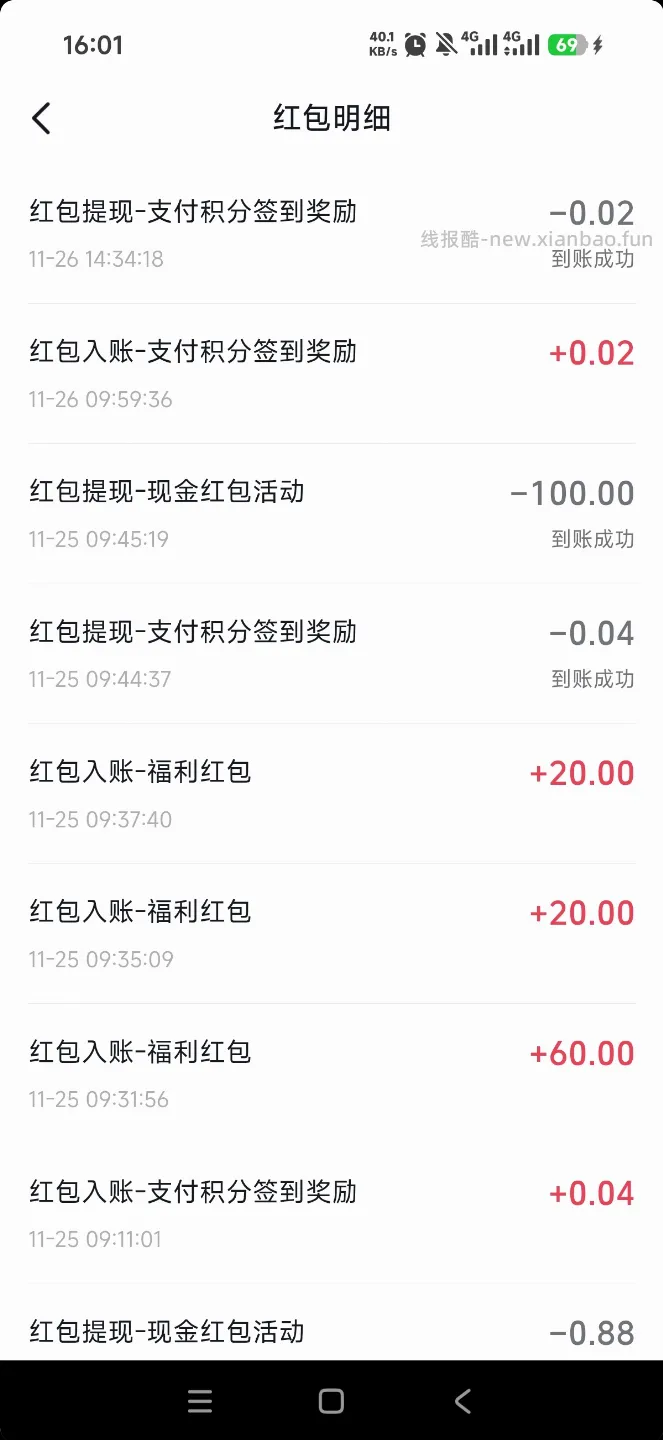 16:01
40.1
KB/s
4G
4G
69
红包明细
红包提现-支付积分签到奖励
-0.02
线报酷-new.xianbao.fun
11-26 14:34:18
到账成功
红包入账-支付积分签到奖励
+0.02
11-26 09:59:36
红包提现-现金红包活动
-100.00
11-25 09:45:19
到账成功
红包提现-支付积分签到奖励
-0.04
11-25 09:44:37
到账成功
红包入账-福利红包
+20.00
11-25 09:37:40
红包入账-福利红包
+20.00
11-25 09:35:09
红包入账-福利红包
+60.00
11-25 09:31:56
红包入账-支付积分签到奖励
+0.04
11-25 09:11:01
红包提现-现金红包活动
-0.88